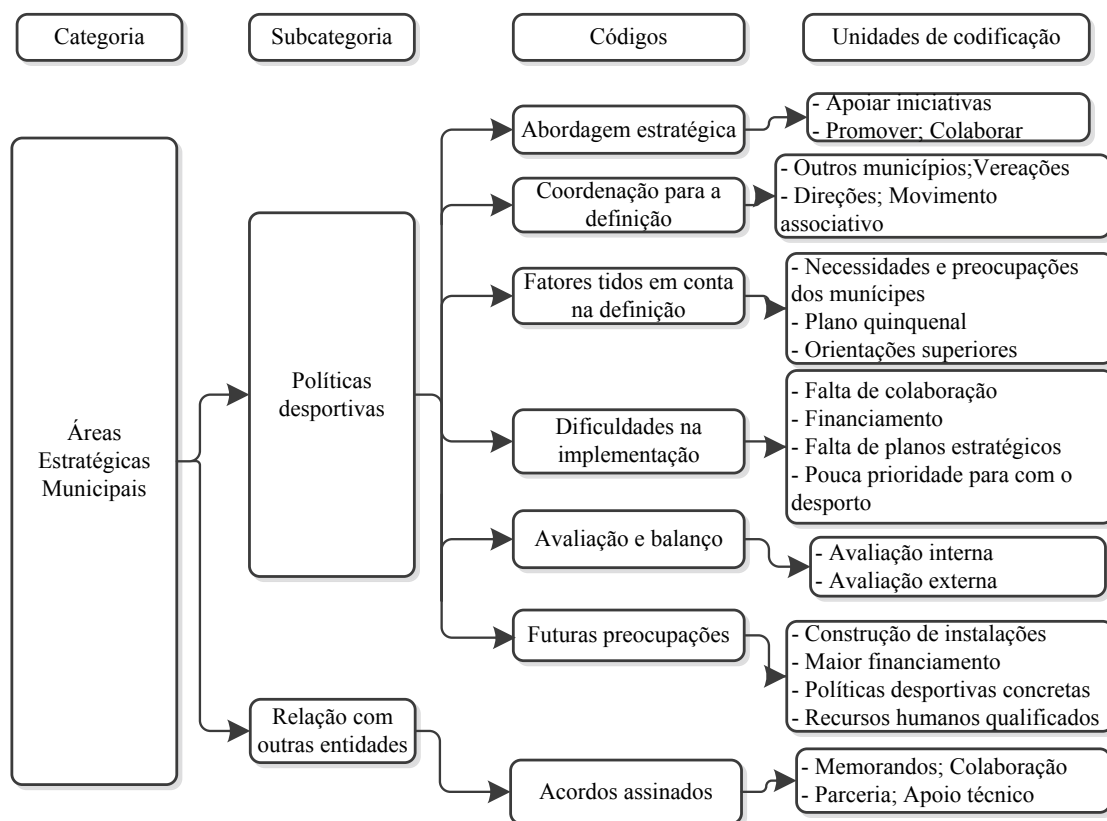 Categoria
Subcategoria
Códigos
Unidades de codificação
Áreas
Estratégicas
Municipais
Políticas
desportivas
Abordagem estratégica
- Apoiar iniciativas
- Promover; Colaborar
Coordenação para a
definição
- Outros municípios;Vereações
- Direções; Movimento
associativo
Fatores tidos em conta
na definição
- Necessidades e preocupações
dos munícipes
- Plano quinquenal
- Orientações superiores
Dificuldades na
implementação
- Falta de colaboração
- Financiamento
- Falta de planos estratégicos
- Pouca prioridade para com o
desporto
Avaliação e balanço
- Avaliação interna
- Avaliação externa
Futuras preocupações
- Construção de instalações
- Maior financiamento
- Políticas desportivas concretas
- Recursos humanos qualificados
Relação com
outras entidades
Acordos assinados
- Memorandos; Colaboração
- Parceria; Apoio técnico